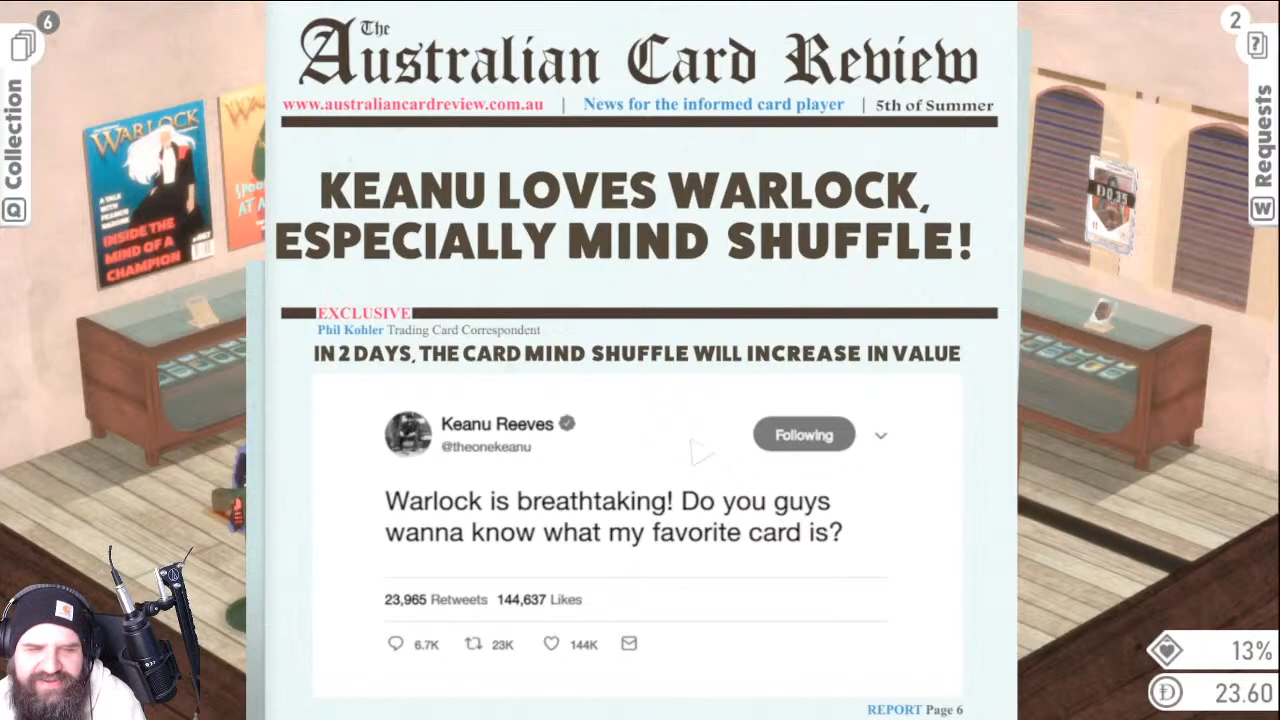 6
Collection
Q
WARLOCK
A TALK
WITH
INSIDE THE
MIND OF A
CHAMPION
The
Australian Card Review
www.australiancardreview.com.au | News for the informed card player | 5th of Summer
KEANU LOVES WARLOCK,
ESPECIALLY MIND SHUFFLE!
EXCLUSIVE
Phil Kohler Trading Card Correspondent
IN 2 DAYS, THE CARD MIND SHUFFLE WILL INCREASE IN VALUE
Keanu Reeves
@theonekeanu
Following
Warlock is breathtaking! Do you guys
wanna know what my favorite card is?
23,965 Retweets 144,637 Likes
6.7K 23K 144K
REPORT Page 6
2
?
Requests
W
13%
23.60